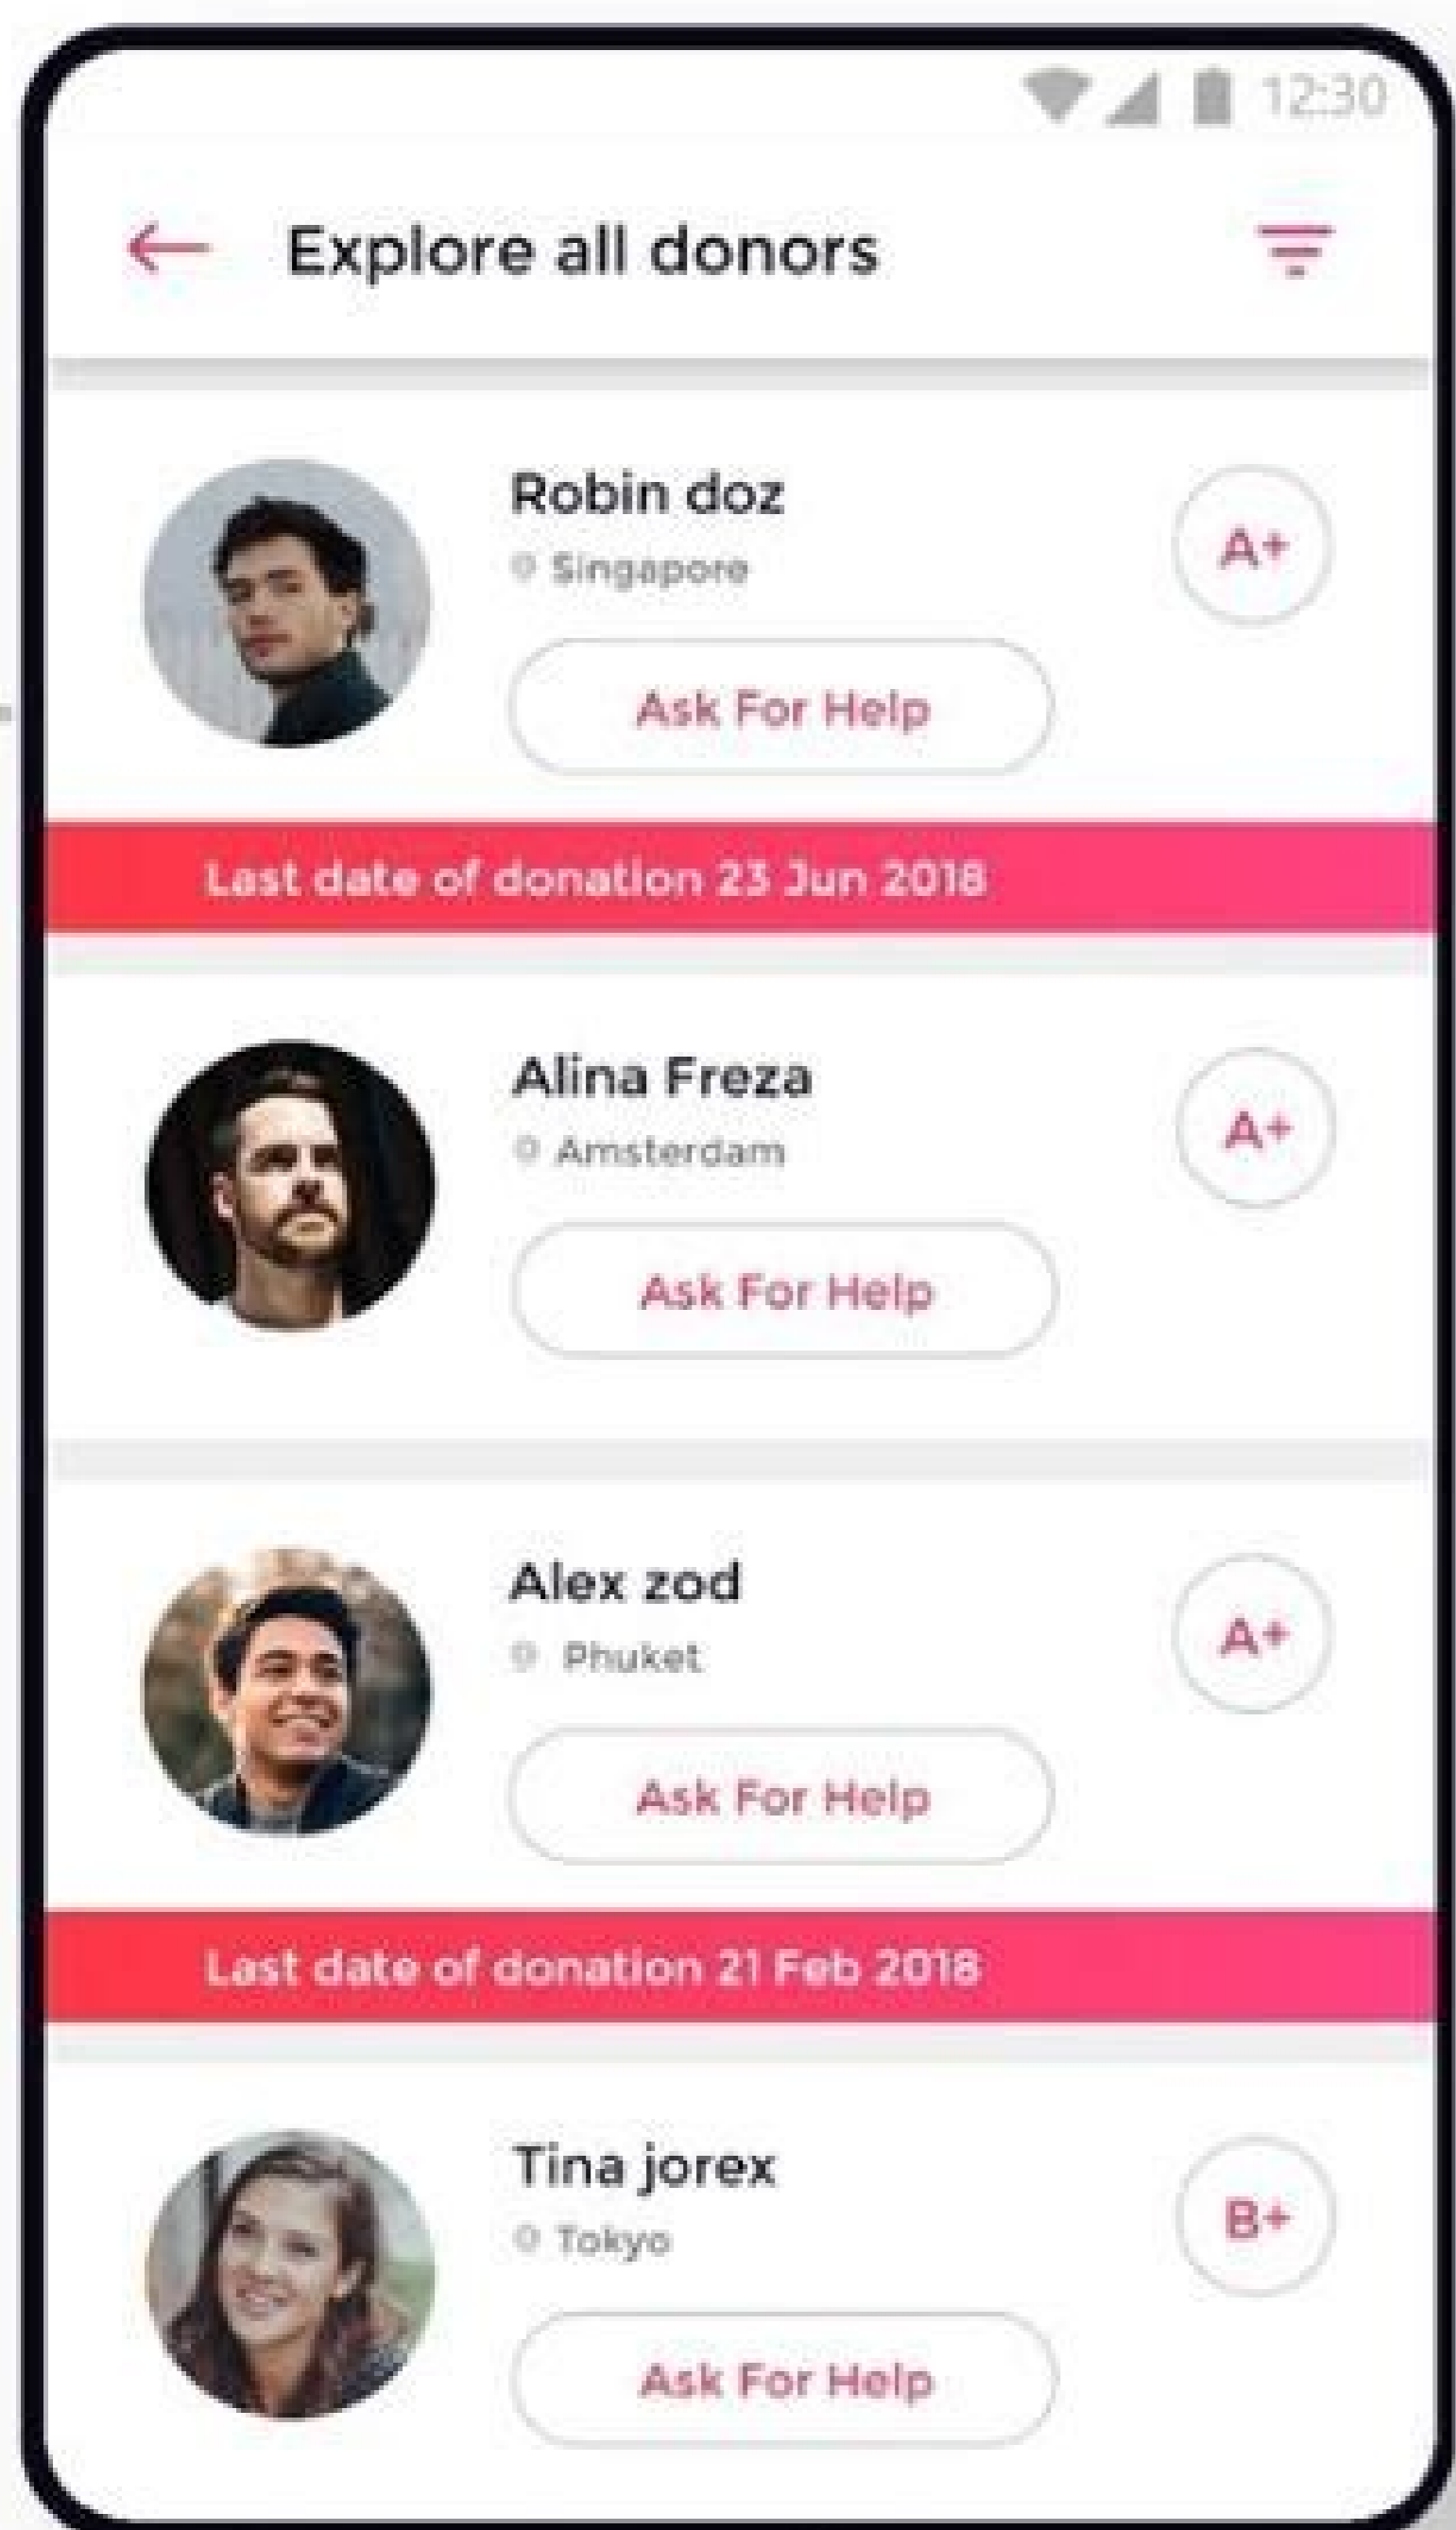 12:30
Explore all donors
Robin doz
Singapore
A+
Ask For Help
Last date of donation 23 Jun 2018
Alina Freza
Amsterdam
A+
Ask For Help
Alex zod
Phuket
A+
Ask For Help
Last date of donation 21 Feb 2018
Tina jorex
Tokyo
B+
Ask For Help